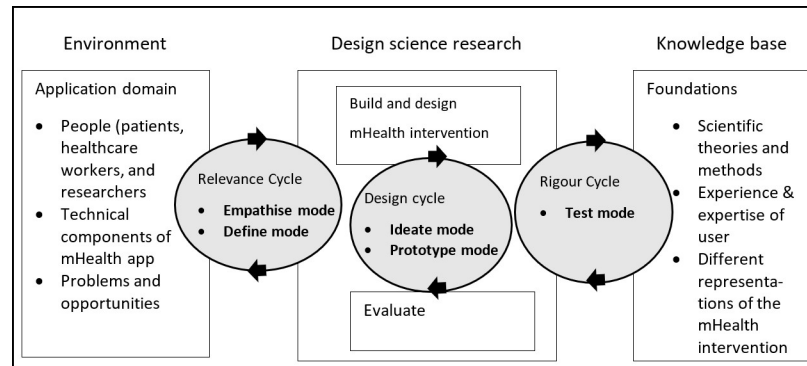 Environment
Design science research
Knowledge base
Application domain
• People (patients,
healthcare
workers, and
researchers
• Technical
components of
mHealth app
• Problems and
opportunities
Relevance Cycle
• Empathise mode
• Define mode
Build and design
mHealth intervention
Design cycle
• Ideate mode
• Prototype mode
Evaluate
Rigour Cycle
• Test mode
Foundations
• Scientific
theories and
methods
• Experience &
expertise of
user
• Different
representa-
tions of the
mHealth
intervention